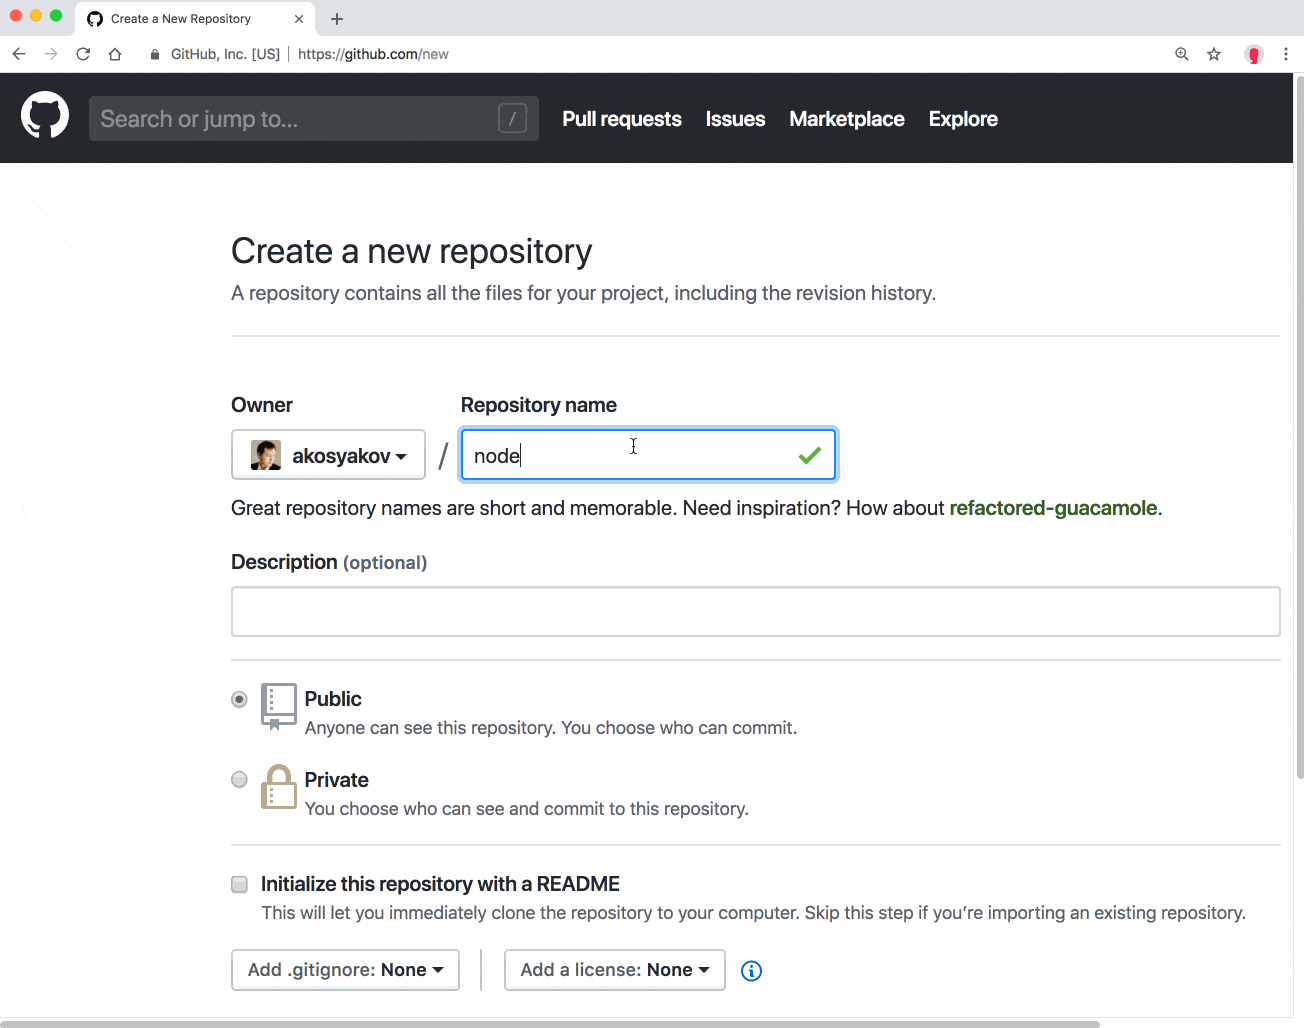 Create a New Repository
GitHub, Inc. [US] https://github.com/new
Search or jump to... /
Pull requests Issues Marketplace Explore
Create a new repository
A repository contains all the files for your project, including the revision history.
Owner Repository name
akosyakov / node
Great repository names are short and memorable. Need inspiration? How about refactored-guacamole.
Description (optional)
Public
Anyone can see this repository. You choose who can commit.
Private
You choose who can see and commit to this repository.
Initialize this repository with a README
This will let you immediately clone the repository to your computer. Skip this step if you’re importing an existing repository.
Add .gitignore: None Add a license: None